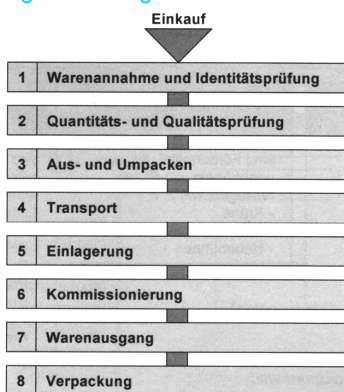 Einkauf
1 Warenannahme und Identitätsprüfung
2 Quantitäts- und Qualitätsprüfung
3 Aus- und Umpacken
4 Transport
5 Einlagerung
6 Kommissionierung
7 Warenausgang
8 Verpackung